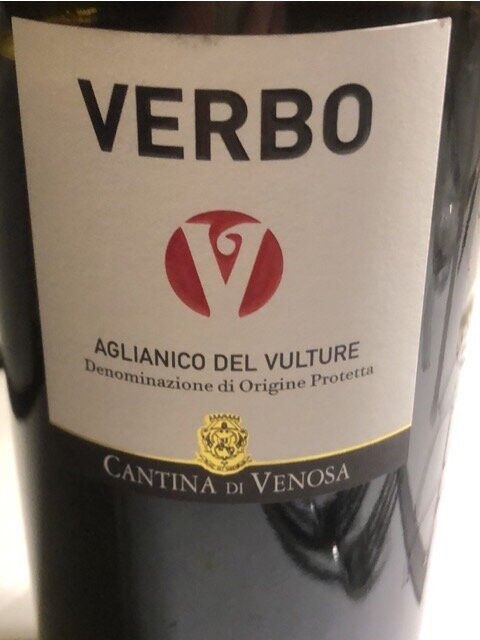 VERBO
V
AGLIANICO DEL VULTURE
Denominazione di Origine Protetta
CANTINA DI VENOSA